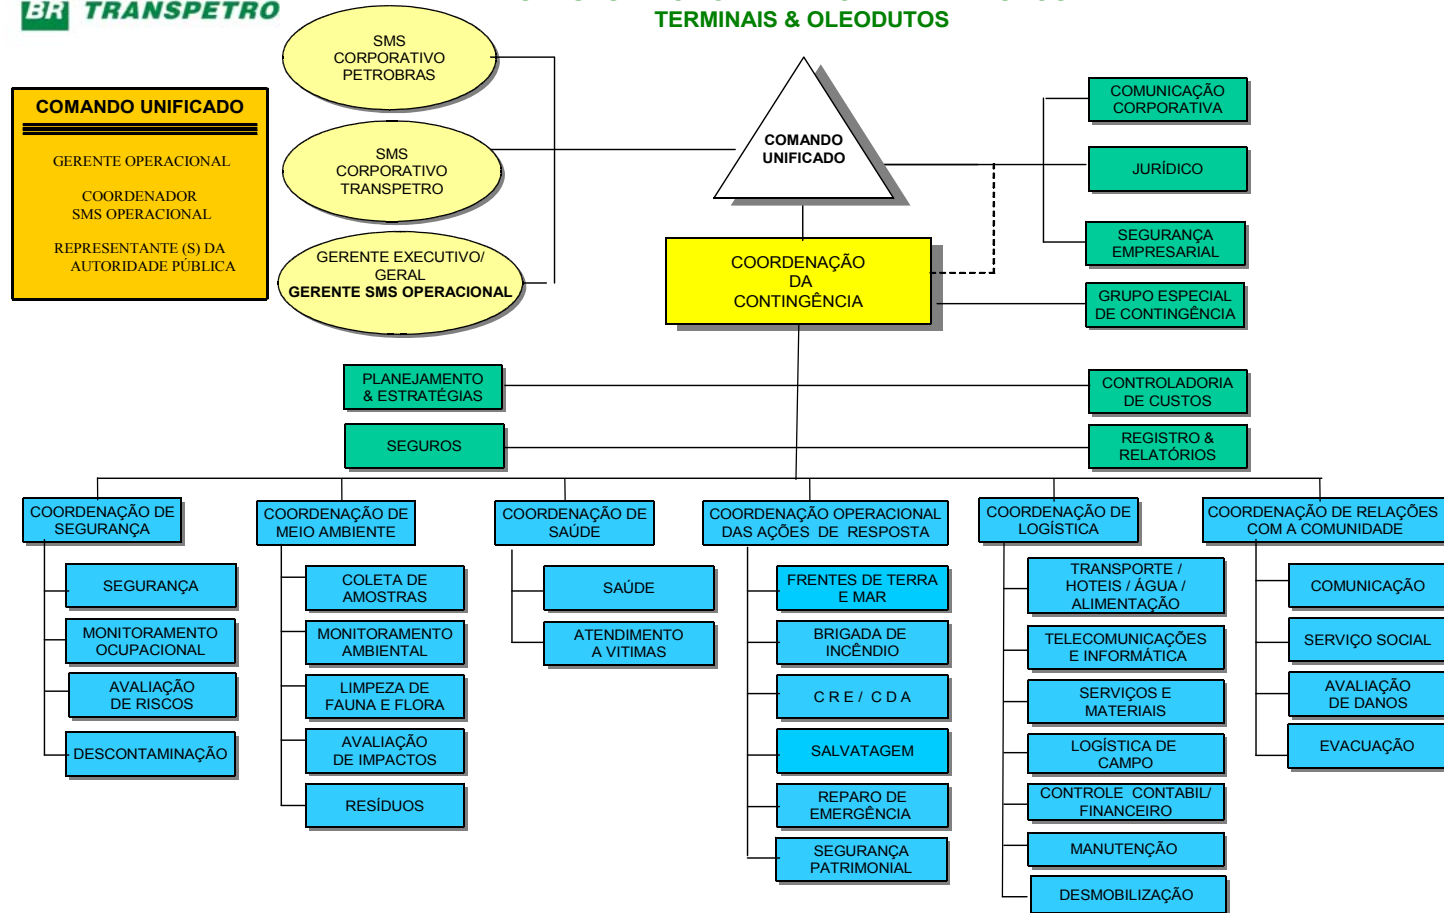 BR TRANSPETRO
TERMINAIS & OLEODUTOS
SMS
CORPORATIVO
PETROBRAS
COMANDO UNIFICADO
GERENTE OPERACIONAL
COORDENADOR
SMS OPERACIONAL
REPRESENTANTE (S) DA
AUTORIDADE PÚBLICA
SMS
CORPORATIVO
TRANSPETRO
GERENTE EXECUTIVO/
GERAL
GERENTE SMS OPERACIONAL
COMANDO
UNIFICADO
COMUNICAÇÃO
CORPORATIVA
JURÍDICO
SEGURANÇA
EMPRESARIAL
COORDENAÇÃO
DA
CONTINGÊNCIA
GRUPO ESPECIAL
DE CONTINGÊNCIA
PLANEJAMENTO
& ESTRATÉGIAS
CONTROLADORIA
DE CUSTOS
SEGUROS
REGISTRO &
RELATÓRIOS
COORDENAÇÃO DE
SEGURANÇA
SEGURANÇA
MONITORAMENTO
OCUPACIONAL
AVALIAÇÃO
DE RISCOS
DESCONTAMINAÇÃO
COORDENAÇÃO DE
MEIO AMBIENTE
COLETA DE
AMOSTRAS
MONITORAMENTO
AMBIENTAL
LIMPEZA DE
FAUNA E FLORA
AVALIAÇÃO
DE IMPACTOS
RESÍDUOS
COORDENAÇÃO DE
SAÚDE
SAÚDE
ATENDIMENTO
A VITIMAS
COORDENAÇÃO OPERACIONAL
DAS AÇÕES DE RESPOSTA
FRENTES DE TERRA
E MAR
BRIGADA DE
INCÊNDIO
C R E / C D A
SALVATAGEM
REPARO DE
EMERGÊNCIA
SEGURANÇA
PATRIMONIAL
COORDENAÇÃO DE
LOGÍSTICA
TRANSPORTE /
HOTEIS / ÁGUA /
ALIMENTAÇÃO
TELECOMUNICAÇÕES
E INFORMÁTICA
SERVIÇOS E
MATERIAIS
LOGÍSTICA DE
CAMPO
CONTROLE CONTABIL/
FINANCEIRO
MANUTENÇÃO
DESMOBILIZAÇÃO
COORDENAÇÃO DE RELAÇÕES
COM A COMUNIDADE
COMUNICAÇÃO
SERVIÇO SOCIAL
AVALIAÇÃO
DE DANOS
EVACUAÇÃO